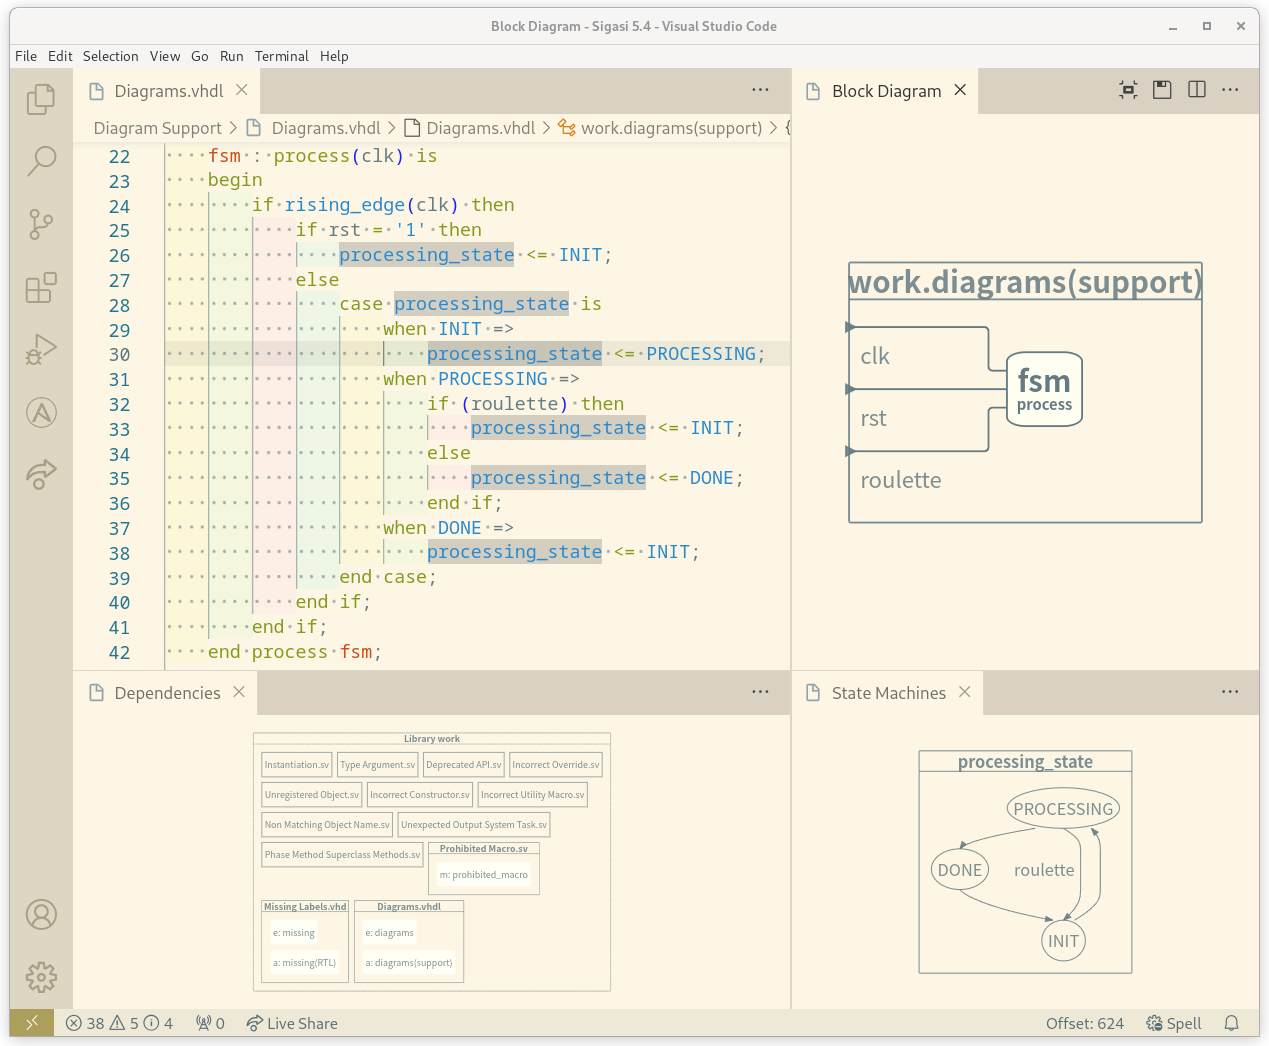 Block Diagram - Sigasi 5.4 - Visual Studio Code
File Edit Selection View Go Run Terminal Help
Diagrams.vhdl
Diagram Support > Diagrams.vhdl > Diagrams.vhdl > work.diagrams(support) > {
22 fsm : process(clk) is
23 begin
24 if rising_edge(clk) then
25 if rst = '1' then
26 processing_state <= INIT;
27 else
28 case processing_state is
29 when INIT =>
30 processing_state <= PROCESSING;
31 when PROCESSING =>
32 if (roulette) then
33 processing_state <= INIT;
34 else
35 processing_state <= DONE;
36 end if;
37 when DONE =>
38 processing_state <= INIT;
39 end case;
40 end if;
41 end if;
42 end process fsm;
Block Diagram
work.diagrams(support)
clk
rst
roulette
fsm
process
Dependencies
Library work
Instantiation.sv Type Argument.sv Deprecated API.sv Incorrect Override.sv
Unregistered Object.sv Incorrect Constructor.sv Incorrect Utility Macro.sv
Non Matching Object Name.sv Unexpected Output System Task.sv
Phase Method Superclass Methods.sv Prohibited Macro.sv
m: prohibited_macro
Missing Labels.vhd Diagrams.vhdl
e: missing e: diagrams
a: missing(RTL) a: diagrams(support)
State Machines
processing_state
PROCESSING
DONE roulette
INIT
38 5 4 0 Live Share Offset: 624 Spell